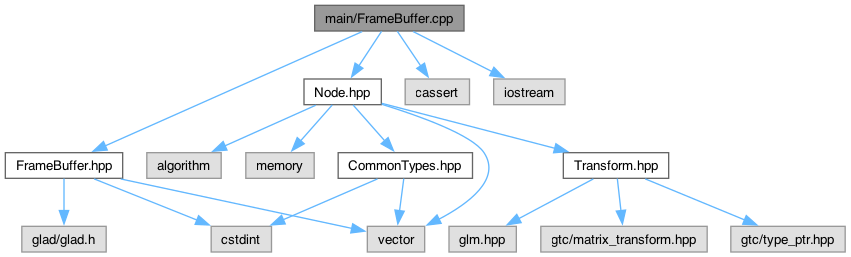 main/FrameBuffer.cpp
Node.hpp
cassert
iostream
FrameBuffer.hpp
algorithm
memory
CommonTypes.hpp
Transform.hpp
glad/glad.h
cstdint
vector
glm.hpp
gtc/matrix_transform.hpp
gtc/type_ptr.hpp